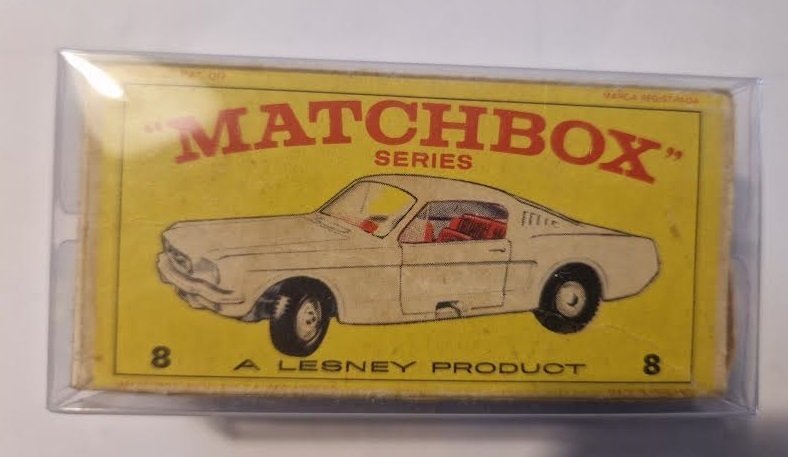 MARCA REGISTRADA
"MATCHBOX"
SERIES
8 A LESNEY PRODUCT 8